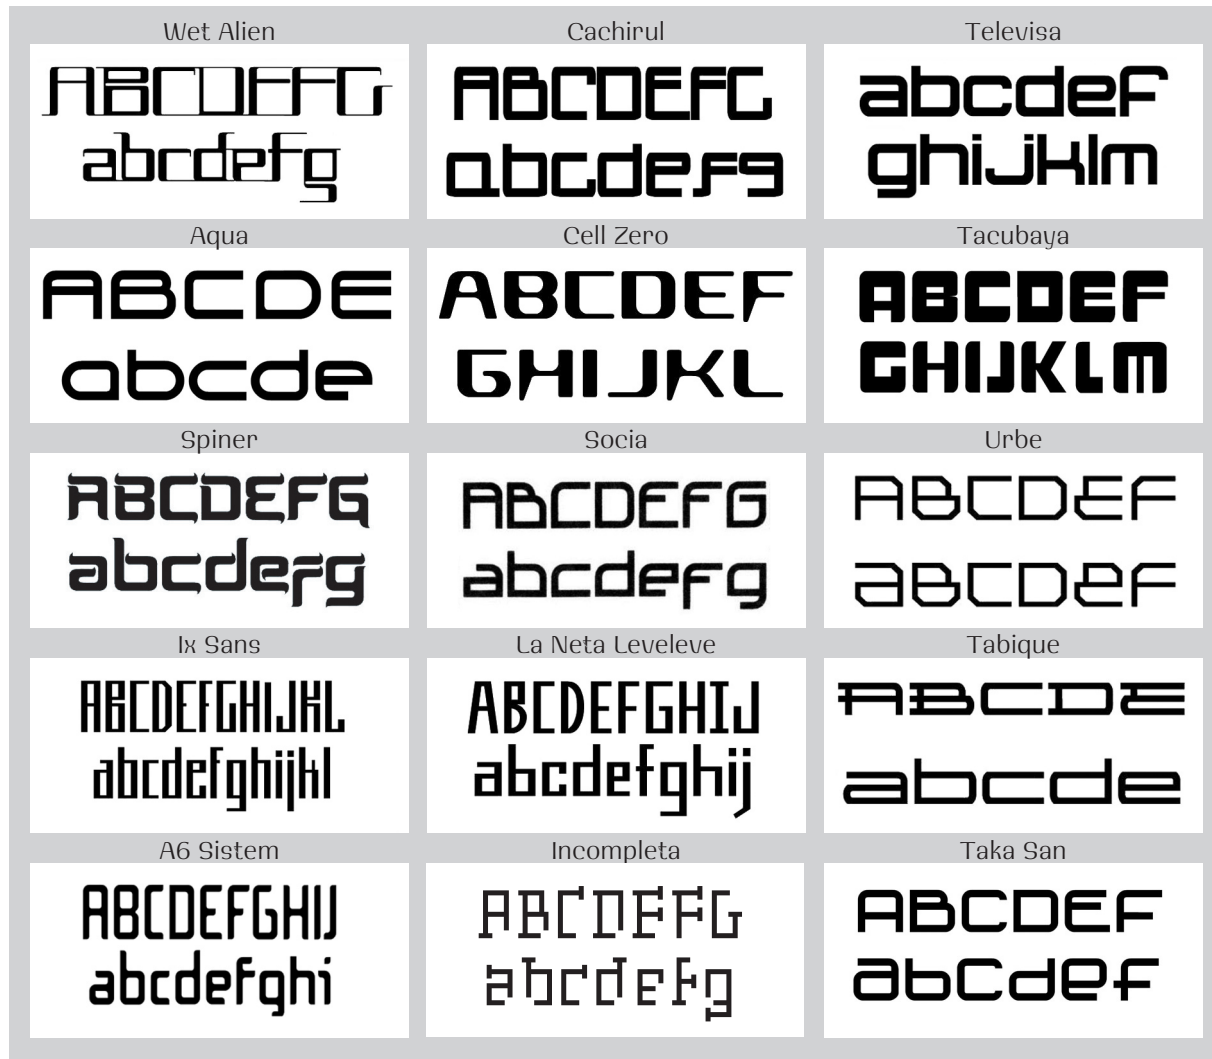 Wet Alien
ABCDEFG
abcdefg
Cachirul
ABCDEFG
abcdefg
Televisa
abcdef
ghijklm
Aqua
ABCDE
abcde
Cell Zero
ABCDEF
GHIJKL
Tacubaya
ABCDEF
GHIJKLM
Spiner
ABCDEFG
abcdefg
Socia
ABCDEFG
abcdefg
Urbe
ABCDEF
aBCDeF
Ix Sans
ABCDEFGHIJKL
abcdefghijkl
La Neta Leveleve
ABCDEFGHIJ
abcdefghij
Tabique
ABCDE
abcde
A6 Sistem
ABCDEFGHIJ
abcdefghi
Incompleta
ABCDEFG
abcdefg
Taka San
ABCDEF
abCdef